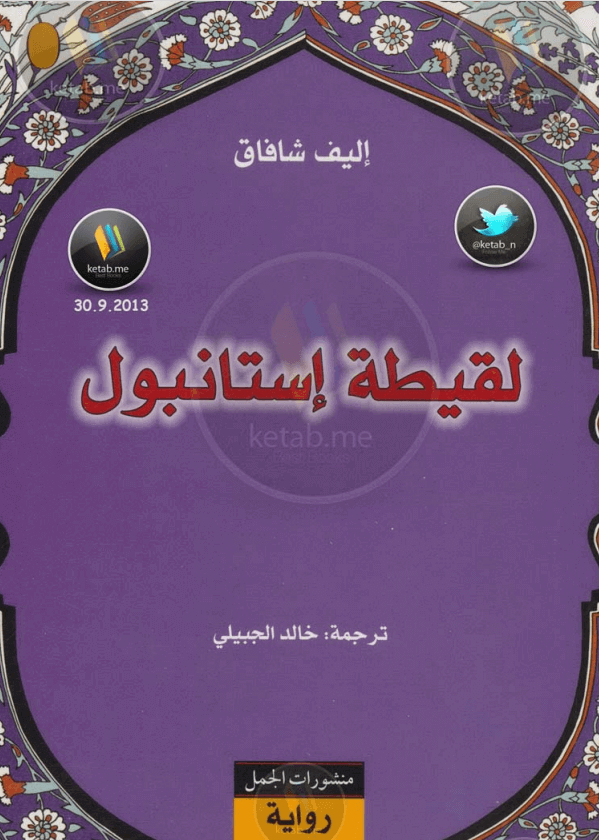 إليف شافاق
ketab.me
@ketab_n
30.9.2013
لقيطة إستانبول
ketab.me
ترجمة: خالد الجبيلي
منشورات الجمل
رواية